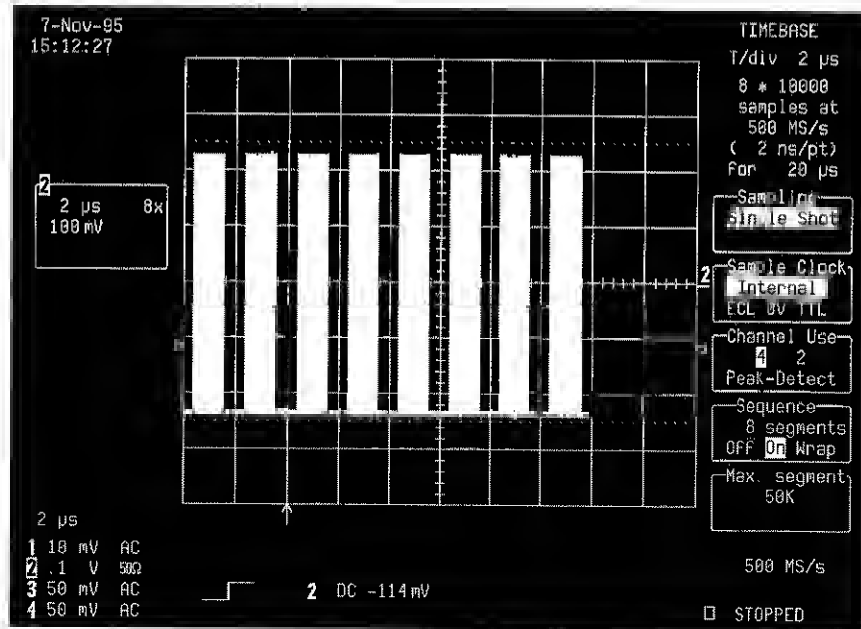 7-Nov-95
15:12:27
2
2 µs 8x
100 mV
TIMEBASE
T/div 2 µs
8 * 10000
samples at
500 MS/s
( 2 ns/pt)
For 20 µs
Sampling
Single Shot
2
Sample Clock
Internal
ECL 0V TTL
Channel Use
4 2
Peak-Detect
Sequence
8 segments
OFF On Wrap
Max. segment
50K
2 µs
1 10 mV AC
2 .1 V 50Ω
3 50 mV AC
4 50 mV AC
2 DC -114mV
500 MS/s
STOPPED